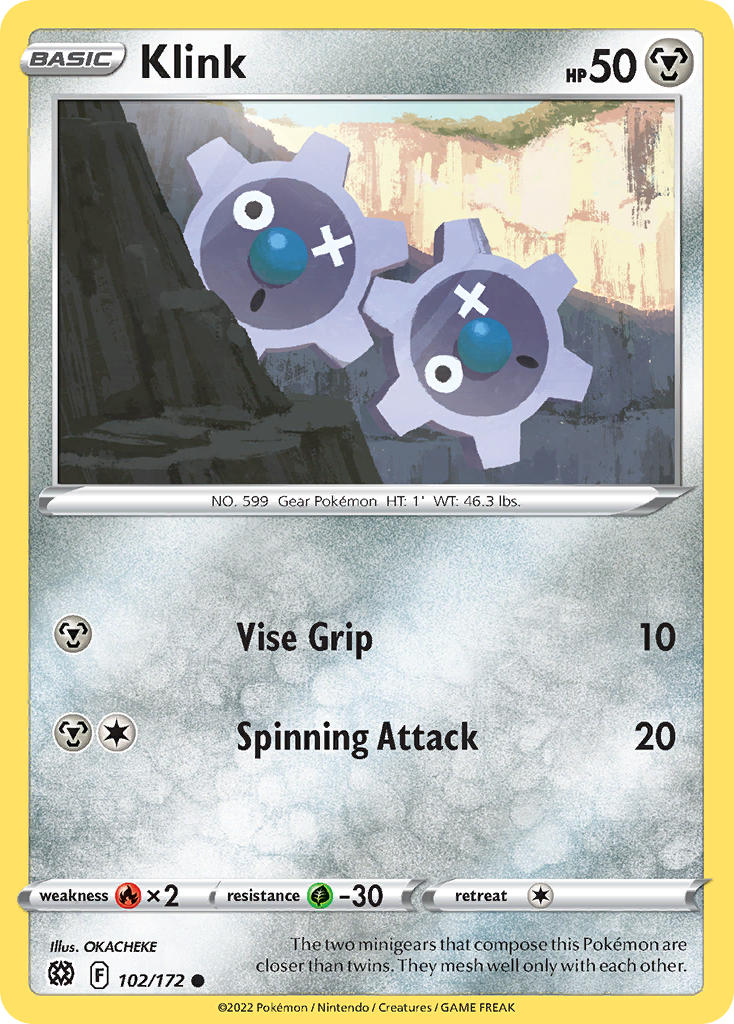 BASIC Klink HP 50
NO. 599 Gear Pokémon HT: 1' WT: 46.3 lbs.
Vise Grip 10
Spinning Attack 20
weakness ×2 resistance -30 retreat
Illus. OKACHEKE
The two minigears that compose this Pokémon are
closer than twins. They mesh well only with each other.
F 102/172
©2022 Pokémon / Nintendo / Creatures / GAME FREAK